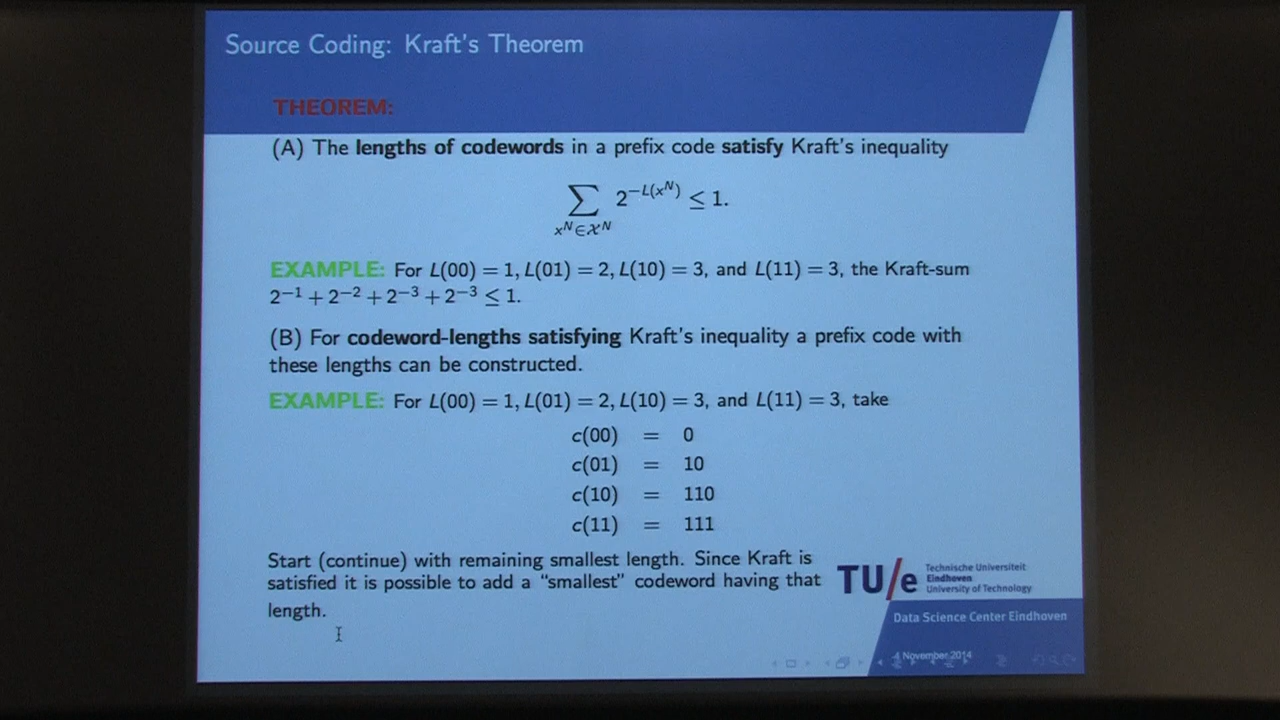 Source Coding: Kraft's Theorem
THEOREM:
(A) The lengths of codewords in a prefix code satisfy Kraft's inequality
∑ 2^{-L(x^N)} ≤ 1.
x^N∈𝒳^N
EXAMPLE: For L(00) = 1, L(01) = 2, L(10) = 3, and L(11) = 3, the Kraft-sum
2^{-1} + 2^{-2} + 2^{-3} + 2^{-3} ≤ 1.
(B) For codeword-lengths satisfying Kraft's inequality a prefix code with
these lengths can be constructed.
EXAMPLE: For L(00) = 1, L(01) = 2, L(10) = 3, and L(11) = 3, take
c(00) = 0
c(01) = 10
c(10) = 110
c(11) = 111
Start (continue) with remaining smallest length. Since Kraft is
satisfied it is possible to add a "smallest" codeword having that
length.
TU/e
Technische Universiteit
Eindhoven
University of Technology
Data Science Center Eindhoven
4 November 2014